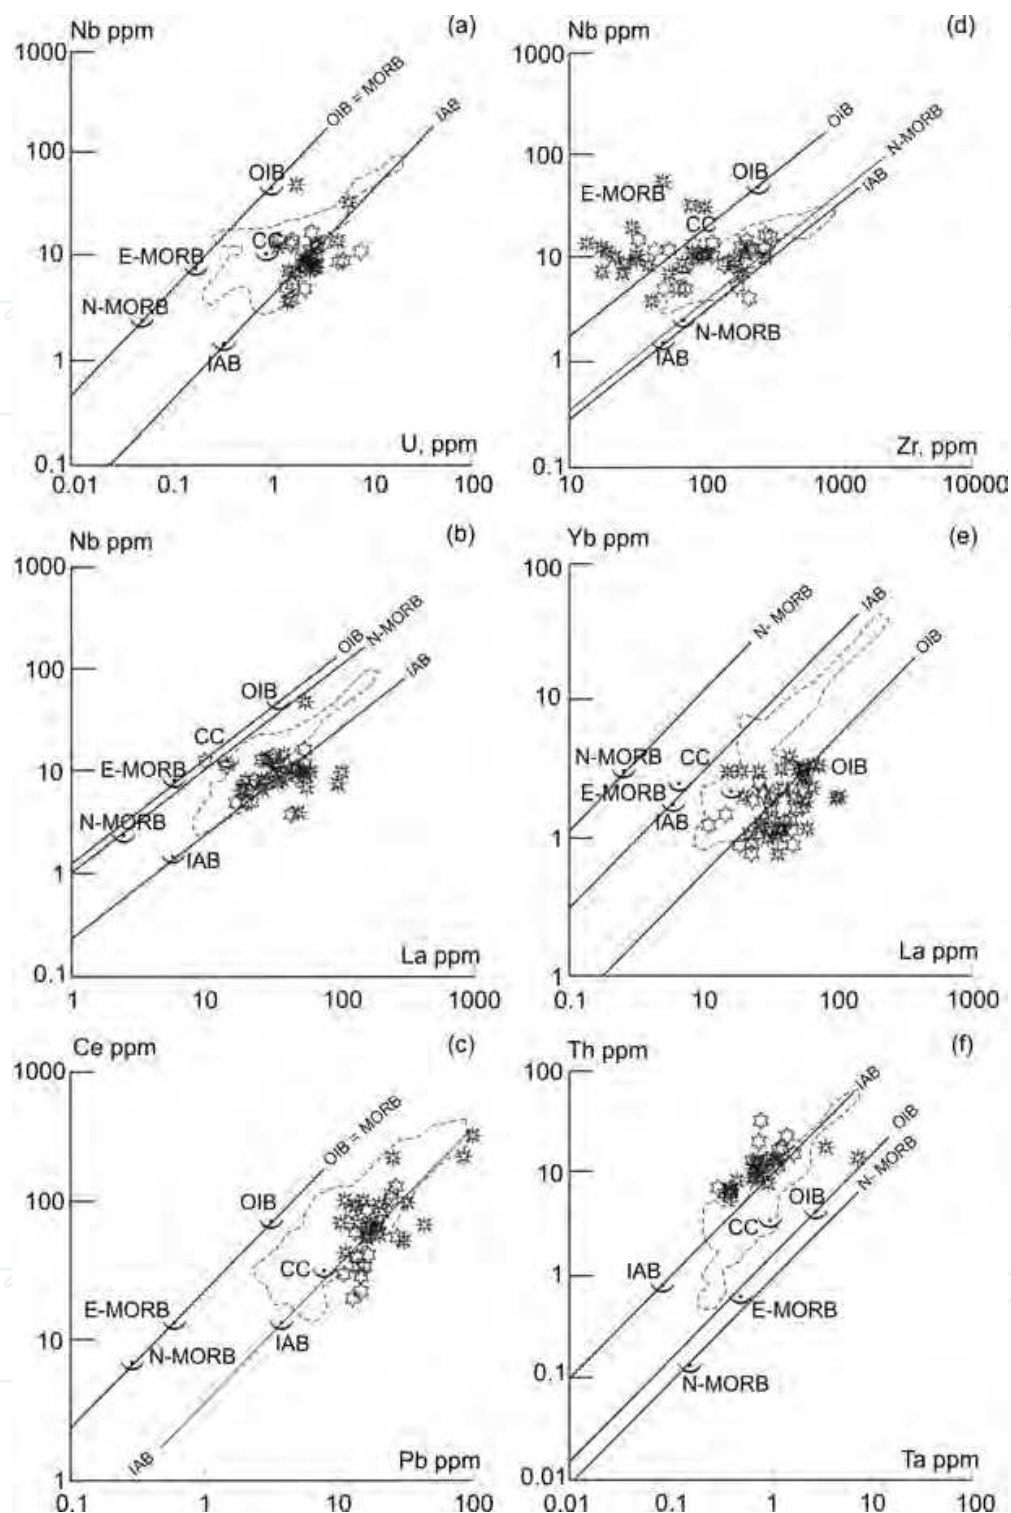 Nb ppm
(a)
1000
100
10
1
0.1
OIB = MORB
IAB
OIB
CC
E-MORB
N-MORB
IAB
U, ppm
0.01
0.1
1
10
100
Nb ppm
(d)
1000
100
10
1
0.1
OIB
N-MORB
IAB
OIB
E-MORB
CC
N-MORB
IAB
Zr, ppm
10
100
1000
10000
Nb ppm
(b)
1000
100
10
1
0.1
OIB
N-MORB
IAB
OIB
CC
E-MORB
N-MORB
IAB
La ppm
1
10
100
1000
Yb ppm
(e)
100
10
1
1
N- MORB
IAB
OIB
N-MORB
CC
OIB
E-MORB
IAB
La ppm
0.1
10
100
1000
Ce ppm
(c)
1000
100
10
1
OIB = MORB
OIB
CC
E-MORB
IAB
N-MORB
IAB
Pb ppm
0.1
1
10
100
Th ppm
(f)
100
10
1
0.1
0.01
IAB
OIB
N- MORB
OIB
CC
IAB
E-MORB
N-MORB
Ta ppm
0.01
0.1
1
10
100